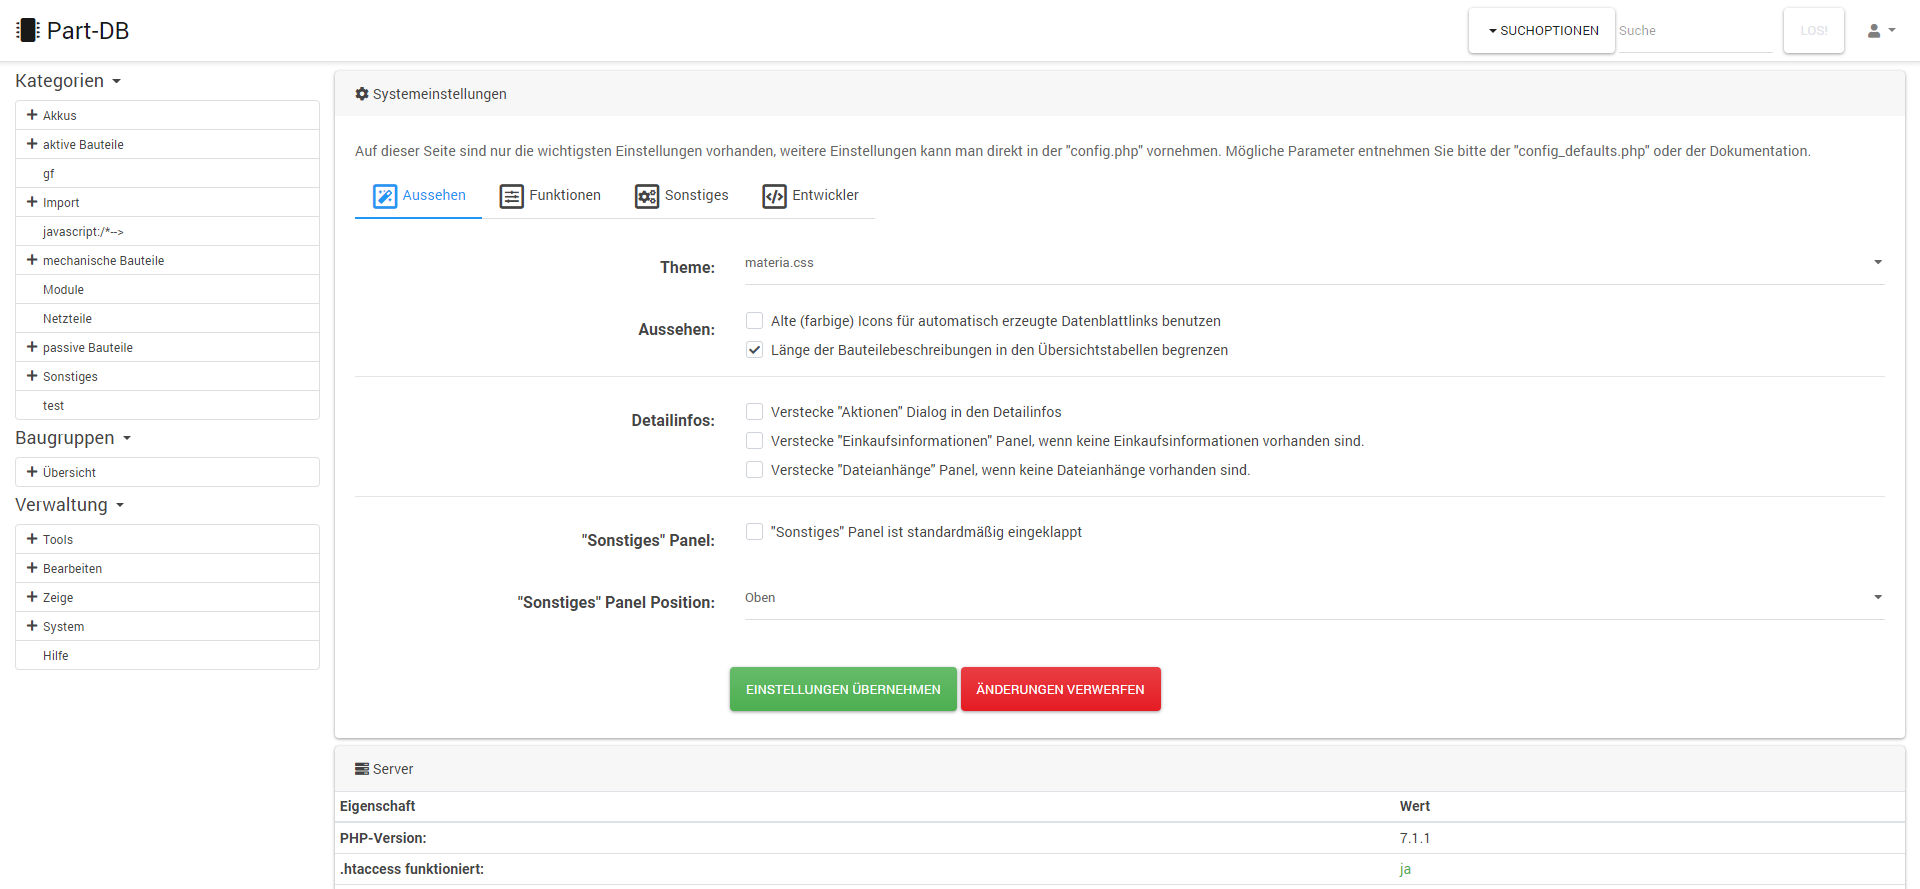 Part-DB
SUCHOPTIONEN Suche LOS!
Kategorien
Akkus
aktive Bauteile
gf
Import
javascript:/*-->
mechanische Bauteile
Module
Netzteile
passive Bauteile
Sonstiges
test
Baugruppen
Übersicht
Verwaltung
Tools
Bearbeiten
Zeige
System
Hilfe
Systemeinstellungen
Auf dieser Seite sind nur die wichtigsten Einstellungen vorhanden, weitere Einstellungen kann man direkt in der "config.php" vornehmen. Mögliche Parameter entnehmen Sie bitte der "config_defaults.php" oder der Dokumentation.
Aussehen Funktionen Sonstiges Entwickler
Theme: materia.css
Aussehen: Alte (farbige) Icons für automatisch erzeugte Datenblattlinks benutzen
Länge der Bauteilebeschreibungen in den Übersichtstabellen begrenzen
Detailinfos: Verstecke "Aktionen" Dialog in den Detailinfos
Verstecke "Einkaufsinformationen" Panel, wenn keine Einkaufsinformationen vorhanden sind.
Verstecke "Dateianhänge" Panel, wenn keine Dateianhänge vorhanden sind.
"Sonstiges" Panel: "Sonstiges" Panel ist standardmäßig eingeklappt
"Sonstiges" Panel Position: Oben
EINSTELLUNGEN ÜBERNEHMEN ÄNDERUNGEN VERWERFEN
Server
Eigenschaft Wert
PHP-Version: 7.1.1
.htaccess funktioniert: ja